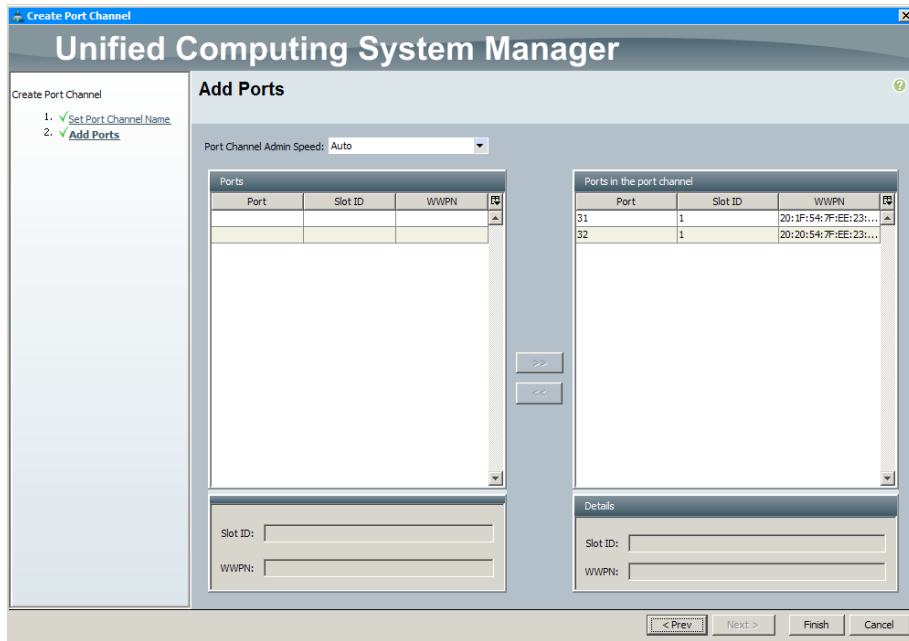 Create Port Channel
Unified Computing System Manager
Create Port Channel
1. Set Port Channel Name
2. Add Ports
Add Ports
Port Channel Admin Speed: Auto
Ports
Port Slot ID WWPN
Ports in the port channel
Port Slot ID WWPN
31 1 20:1F:54:7F:EE:23:...
32 1 20:20:54:7F:EE:23:...
>>
<<
Slot ID:
WWPN:
Details
Slot ID:
WWPN:
< Prev Next > Finish Cancel